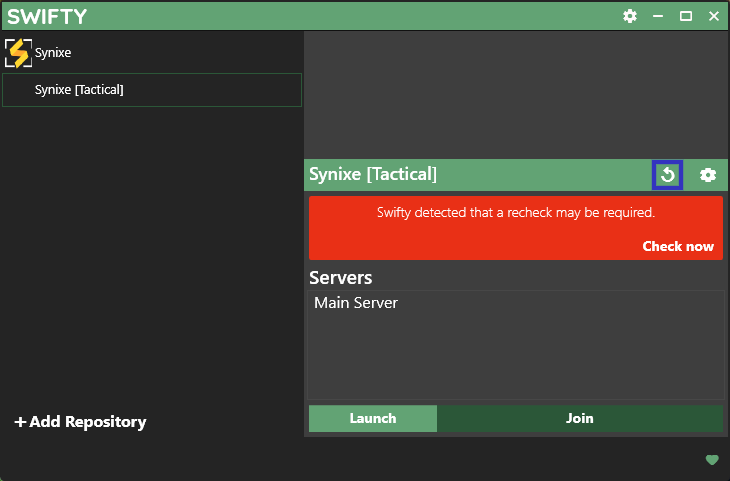 SWIFTY
Synixe
Synixe [Tactical]
Synixe [Tactical]
Swifty detected that a recheck may be required.
Check now
Servers
Main Server
Launch Join
+ Add Repository